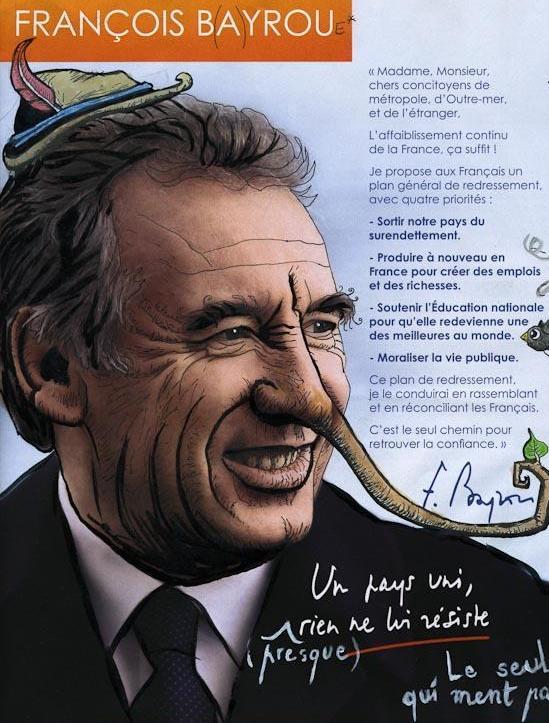 FRANÇOIS B(A)YROUE*
« Madame, Monsieur,
chers concitoyens de
métropole, d'Outre-mer,
et de l'étranger,
L'affaiblissement continu
de la France, ça suffit !
Je propose aux Français un
plan général de redressement,
avec quatre priorités :
- Sortir notre pays du
surendettement.
- Produire à nouveau en
France pour créer des emplois
et des richesses.
- Soutenir l'Éducation nationale
pour qu'elle redevienne une
des meilleures au monde.
- Moraliser la vie publique.
Ce plan de redressement,
je le conduirai en rassemblant
et en réconciliant les Français.
C'est le seul chemin pour
retrouver la confiance. »
F. Bayrou
Un pays uni,
rien ne lui résiste
(presque)
Le seul
qui ment pa